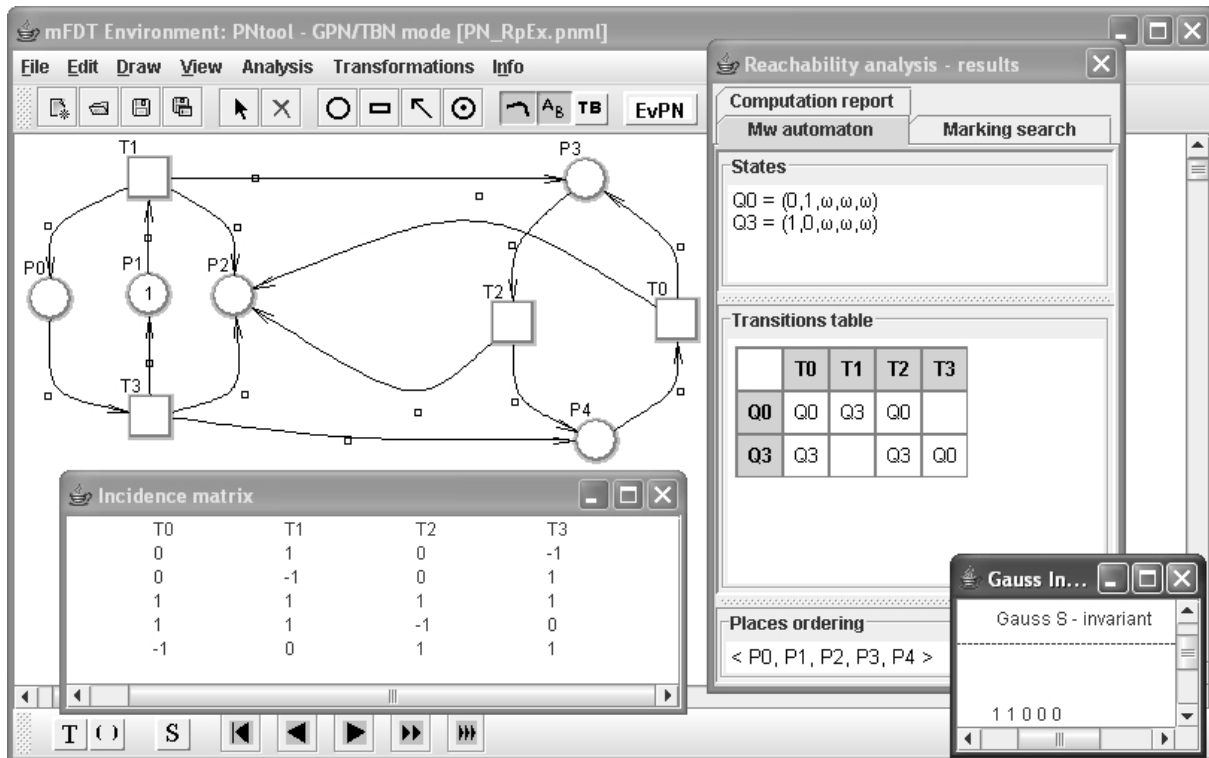 mFDT Environment: PNtool - GPN/TBN mode [PN_RpEx.pnml]
File Edit Draw View Analysis Transformations Info
AB TB EvPN
T1
P3
P0
P1
P2
T2
T0
T3
P4
1
Reachability analysis - results
Computation report
Mw automaton Marking search
States
Q0 = (0,1,ω,ω,ω)
Q3 = (1,0,ω,ω,ω)
Transitions table
T0 T1 T2 T3
Q0 Q0 Q3 Q0
Q3 Q3 Q3 Q0
Places ordering
< P0, P1, P2, P3, P4 >
Incidence matrix
T0 T1 T2 T3
0 1 0 -1
0 -1 0 1
1 1 1 1
1 1 -1 0
-1 0 1 1
Gauss In...
Gauss S - invariant
1 1 0 0 0
T ( ) S